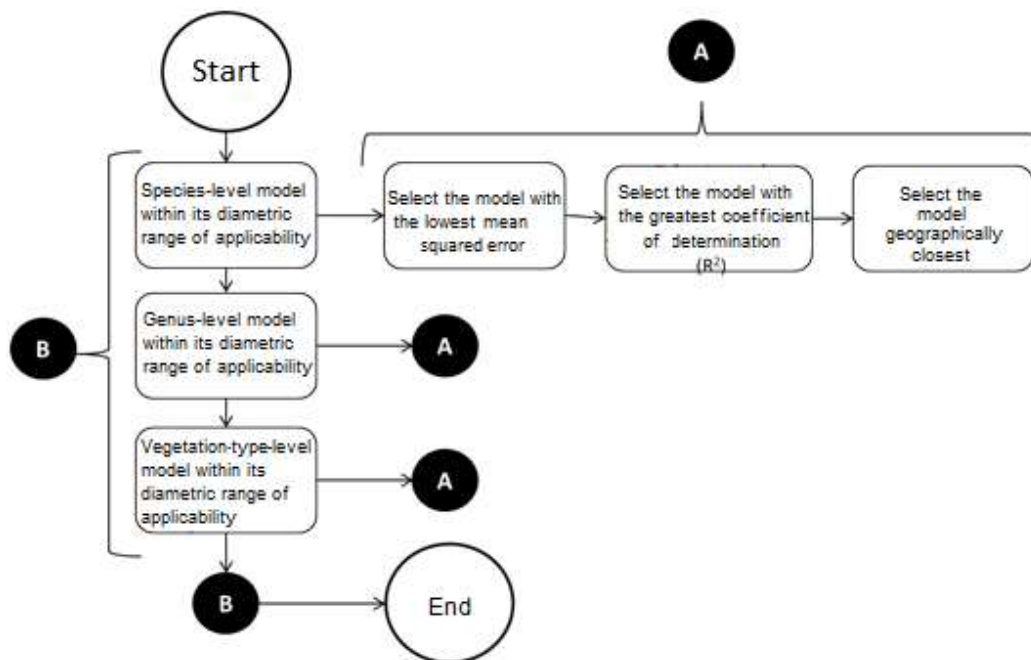 Start
A
Species-level model
within its diametric
range of applicability
Select the model with
the lowest mean
squared error
Select the model with
the greatest coefficient
of determination
(R²)
Select the
model
geographically
closest
B
Genus-level model
within its diametric
range of applicability
A
Vegetation-type-level
model within its
diametric range of
applicability
A
B
End